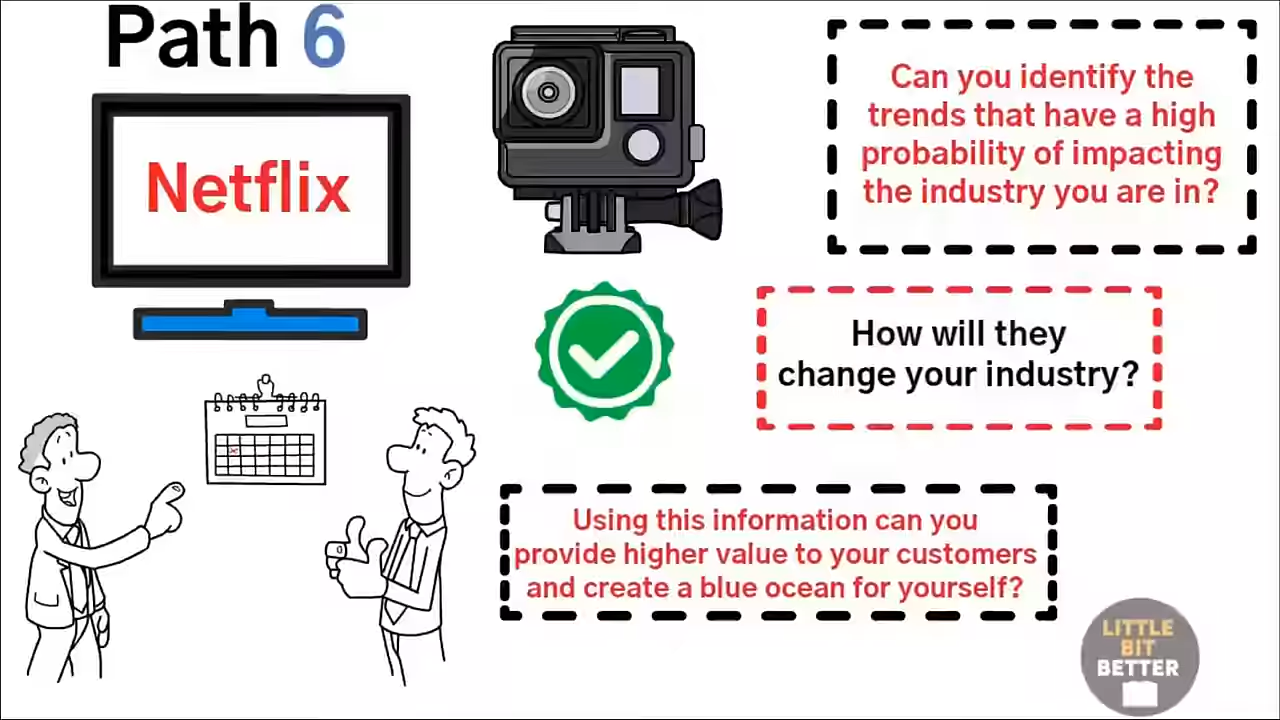 Path 6
Netflix
Can you identify the
trends that have a high
probability of impacting
the industry you are in?
How will they
change your industry?
Using this information can you
provide higher value to your customers
and create a blue ocean for yourself?
LITTLE
BIT
BETTER